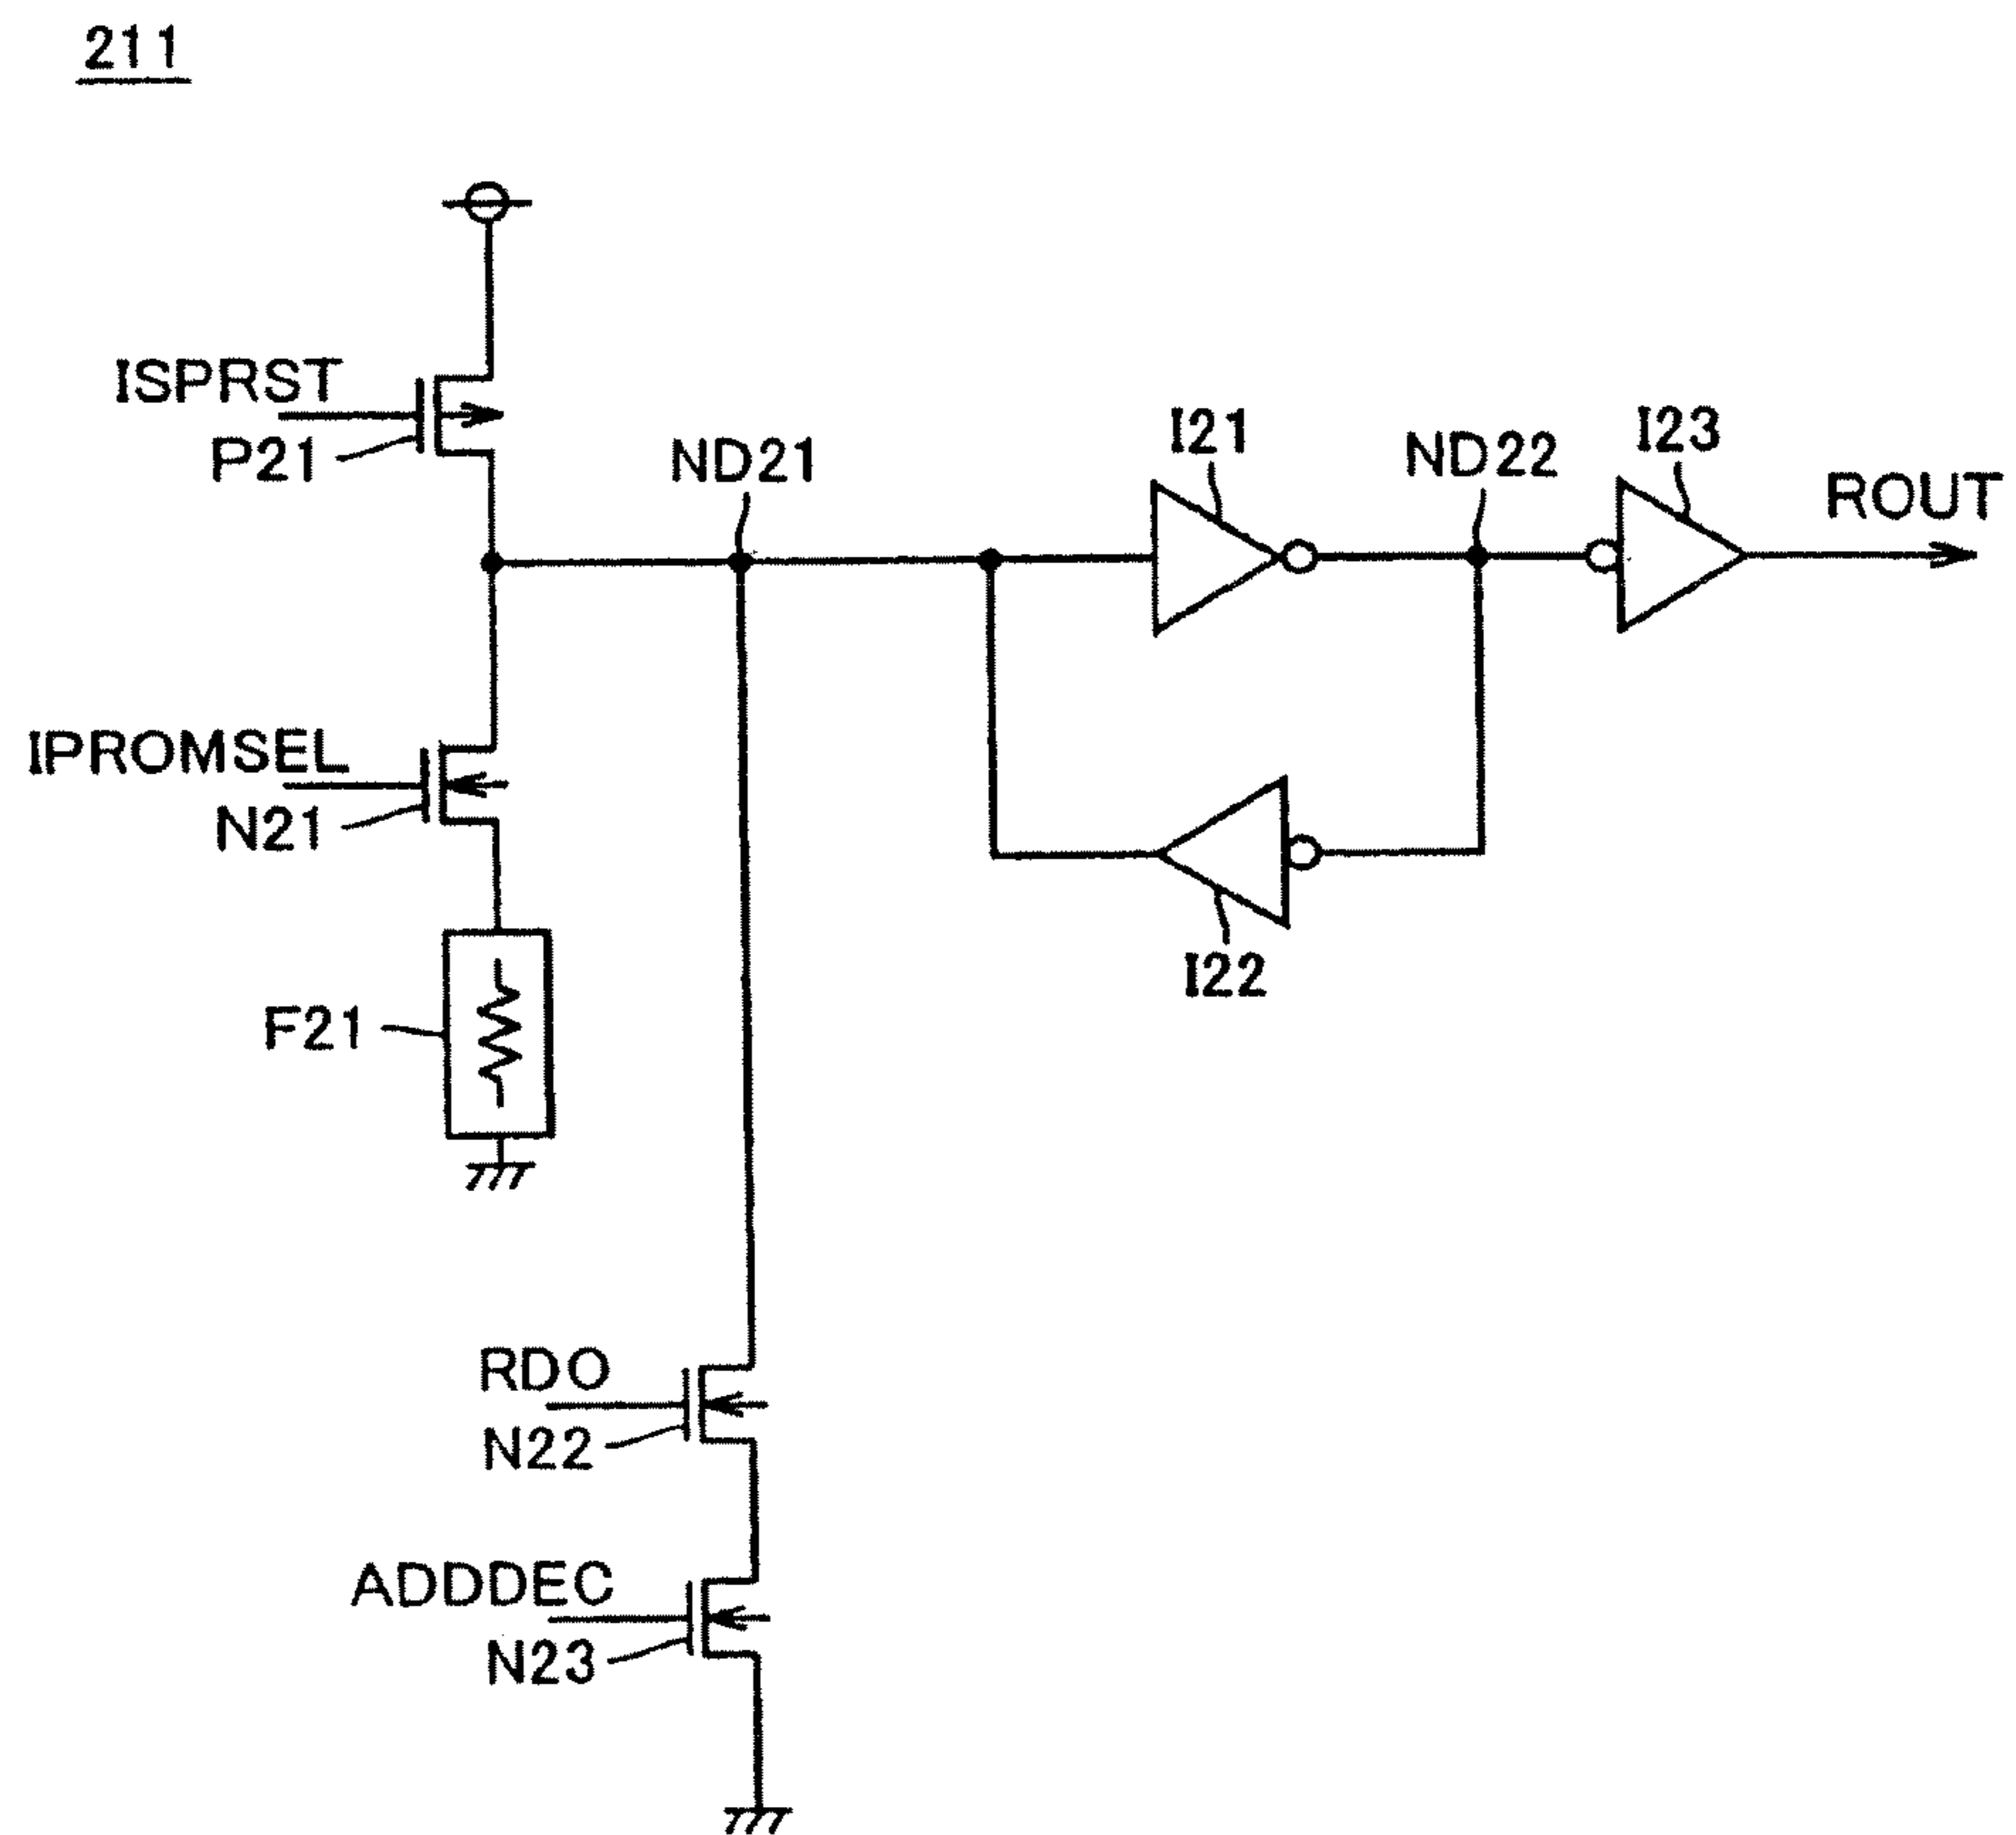 211
ISPRST
P21
ND21
I21
ND22
I23
ROUT
IPROMSEL
N21
I22
F21
RDO
N22
ADDDEC
N23